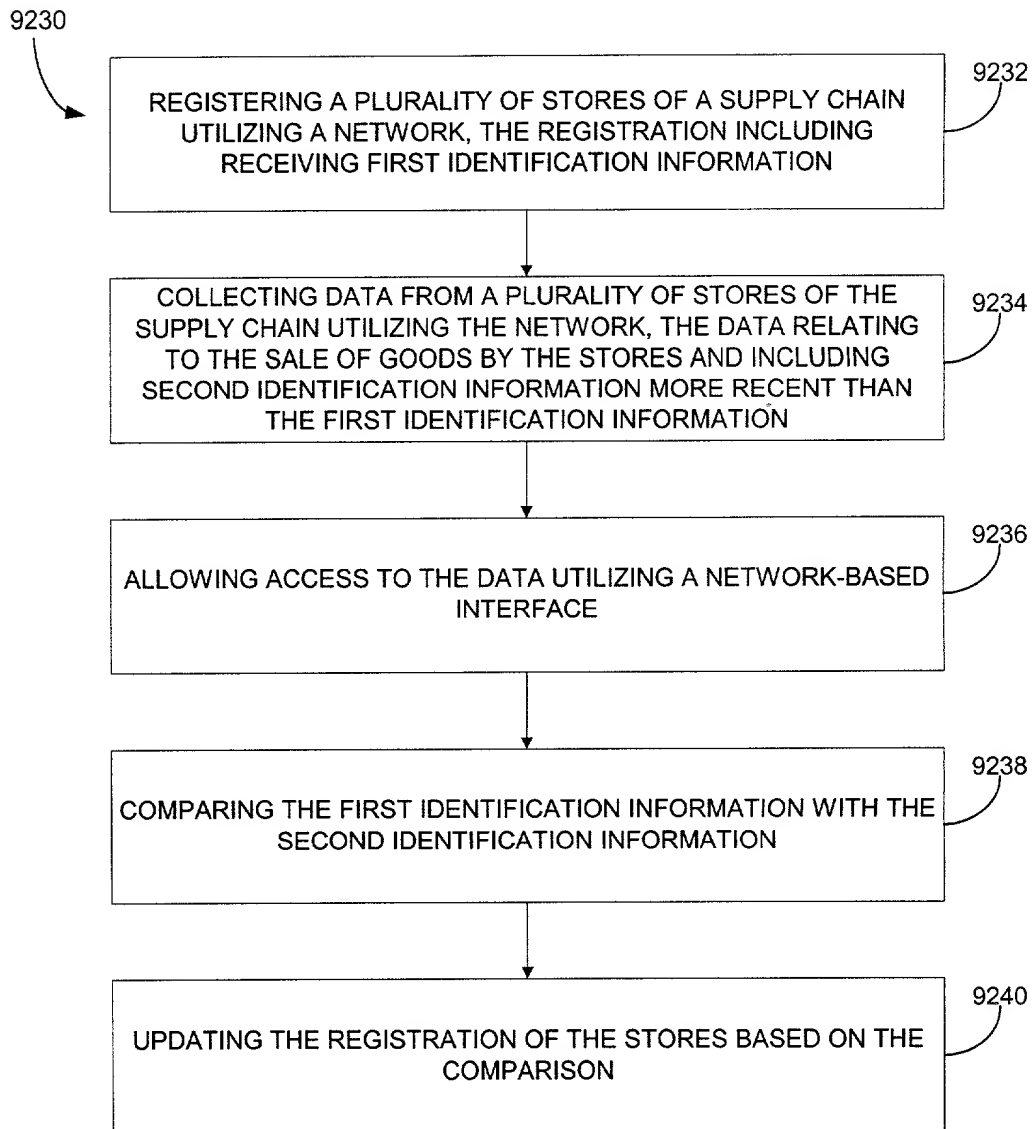 9230
9232
REGISTERING A PLURALITY OF STORES OF A SUPPLY CHAIN
UTILIZING A NETWORK, THE REGISTRATION INCLUDING
RECEIVING FIRST IDENTIFICATION INFORMATION
9234
COLLECTING DATA FROM A PLURALITY OF STORES OF THE
SUPPLY CHAIN UTILIZING THE NETWORK, THE DATA RELATING
TO THE SALE OF GOODS BY THE STORES AND INCLUDING
SECOND IDENTIFICATION INFORMATION MORE RECENT THAN
THE FIRST IDENTIFICATION INFORMATION
9236
ALLOWING ACCESS TO THE DATA UTILIZING A NETWORK-BASED
INTERFACE
9238
COMPARING THE FIRST IDENTIFICATION INFORMATION WITH THE
SECOND IDENTIFICATION INFORMATION
9240
UPDATING THE REGISTRATION OF THE STORES BASED ON THE
COMPARISON